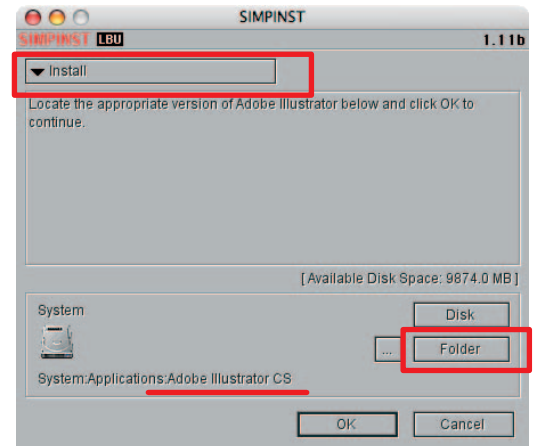 SIMPINST
SIMPINST LBU 1.11b
Install
Locate the appropriate version of Adobe Illustrator below and click OK to
continue.
[Available Disk Space: 9874.0 MB]
System
Disk
... Folder
System:Applications:Adobe Illustrator CS
OK Cancel